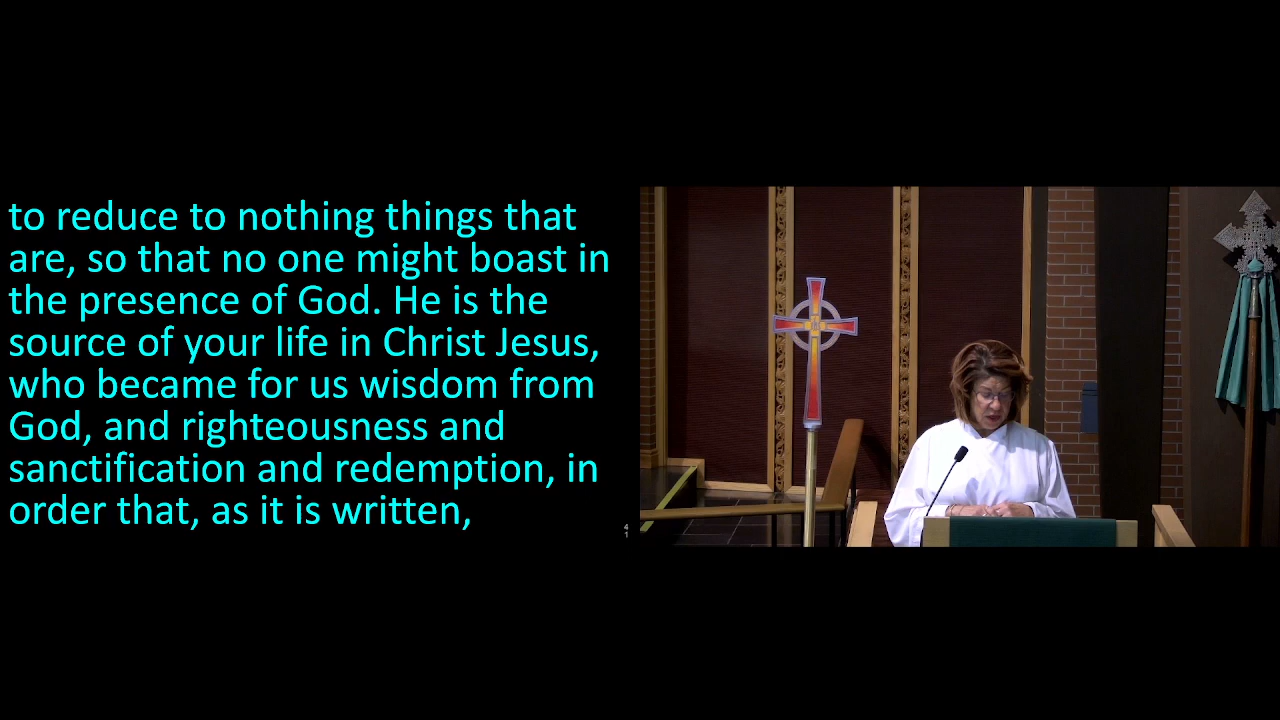 to reduce to nothing things that
are, so that no one might boast in
the presence of God. He is the
source of your life in Christ Jesus,
who became for us wisdom from
God, and righteousness and
sanctification and redemption, in
order that, as it is written,
4
1